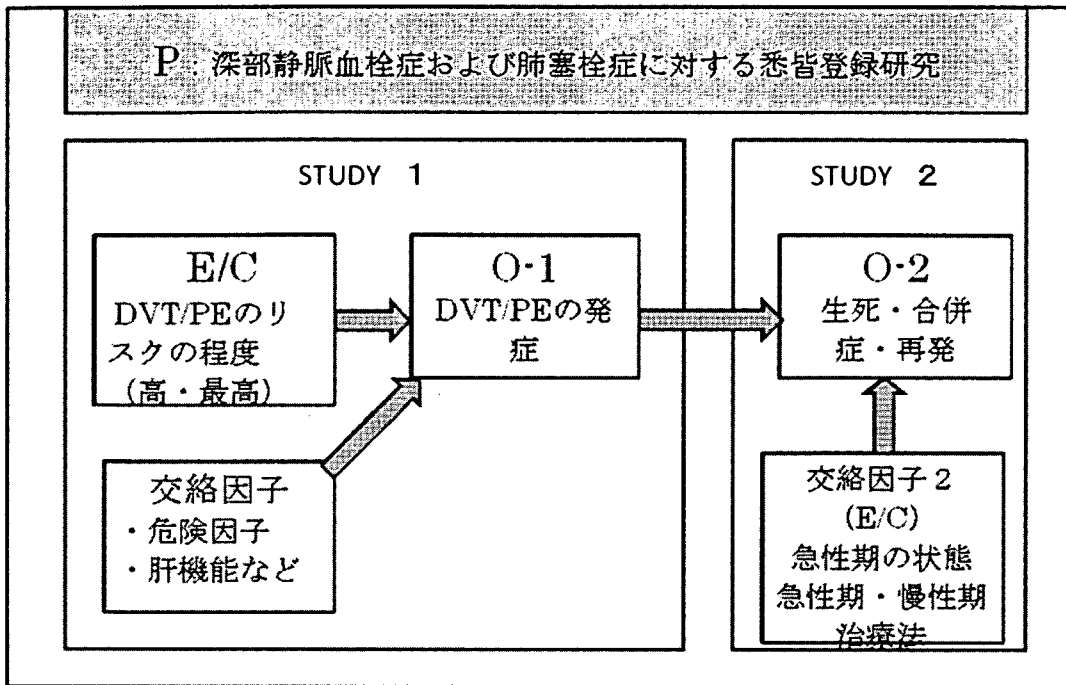 P：深部静脈血栓症および肺塞栓症に対する悉皆登録研究
STUDY 1
E/C
DVT/PEのリ
スクの程度
（高・最高）
O-1
DVT/PEの発
症
交絡因子
・危険因子
・肝機能など
STUDY 2
O-2
生死・合併
症・再発
交絡因子２
(E/C)
急性期の状態
急性期・慢性期
治療法